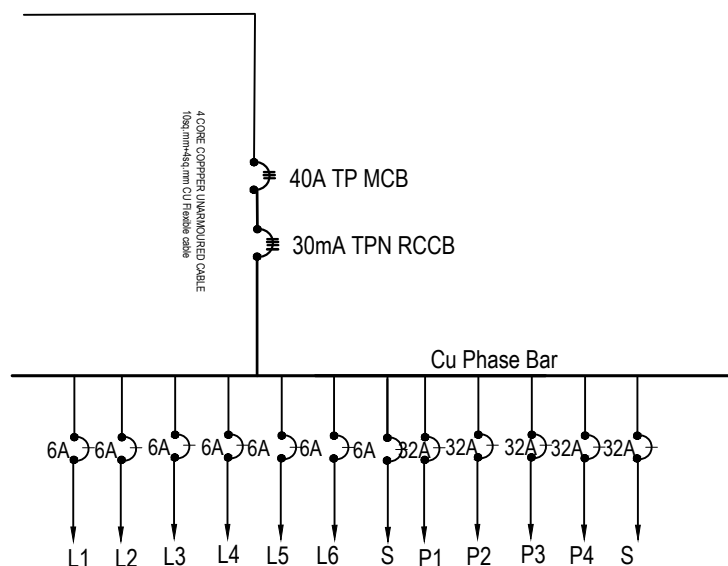 4 CORE COPPPER UNARMOURED CABLE
10sq.mm+4sq.mm CU Flexible cable
40A TP MCB
30mA TPN RCCB
Cu Phase Bar
6A 6A 6A 6A 6A 6A 6A 32A 32A 32A 32A 32A
L1 L2 L3 L4 L5 L6 S P1 P2 P3 P4 S